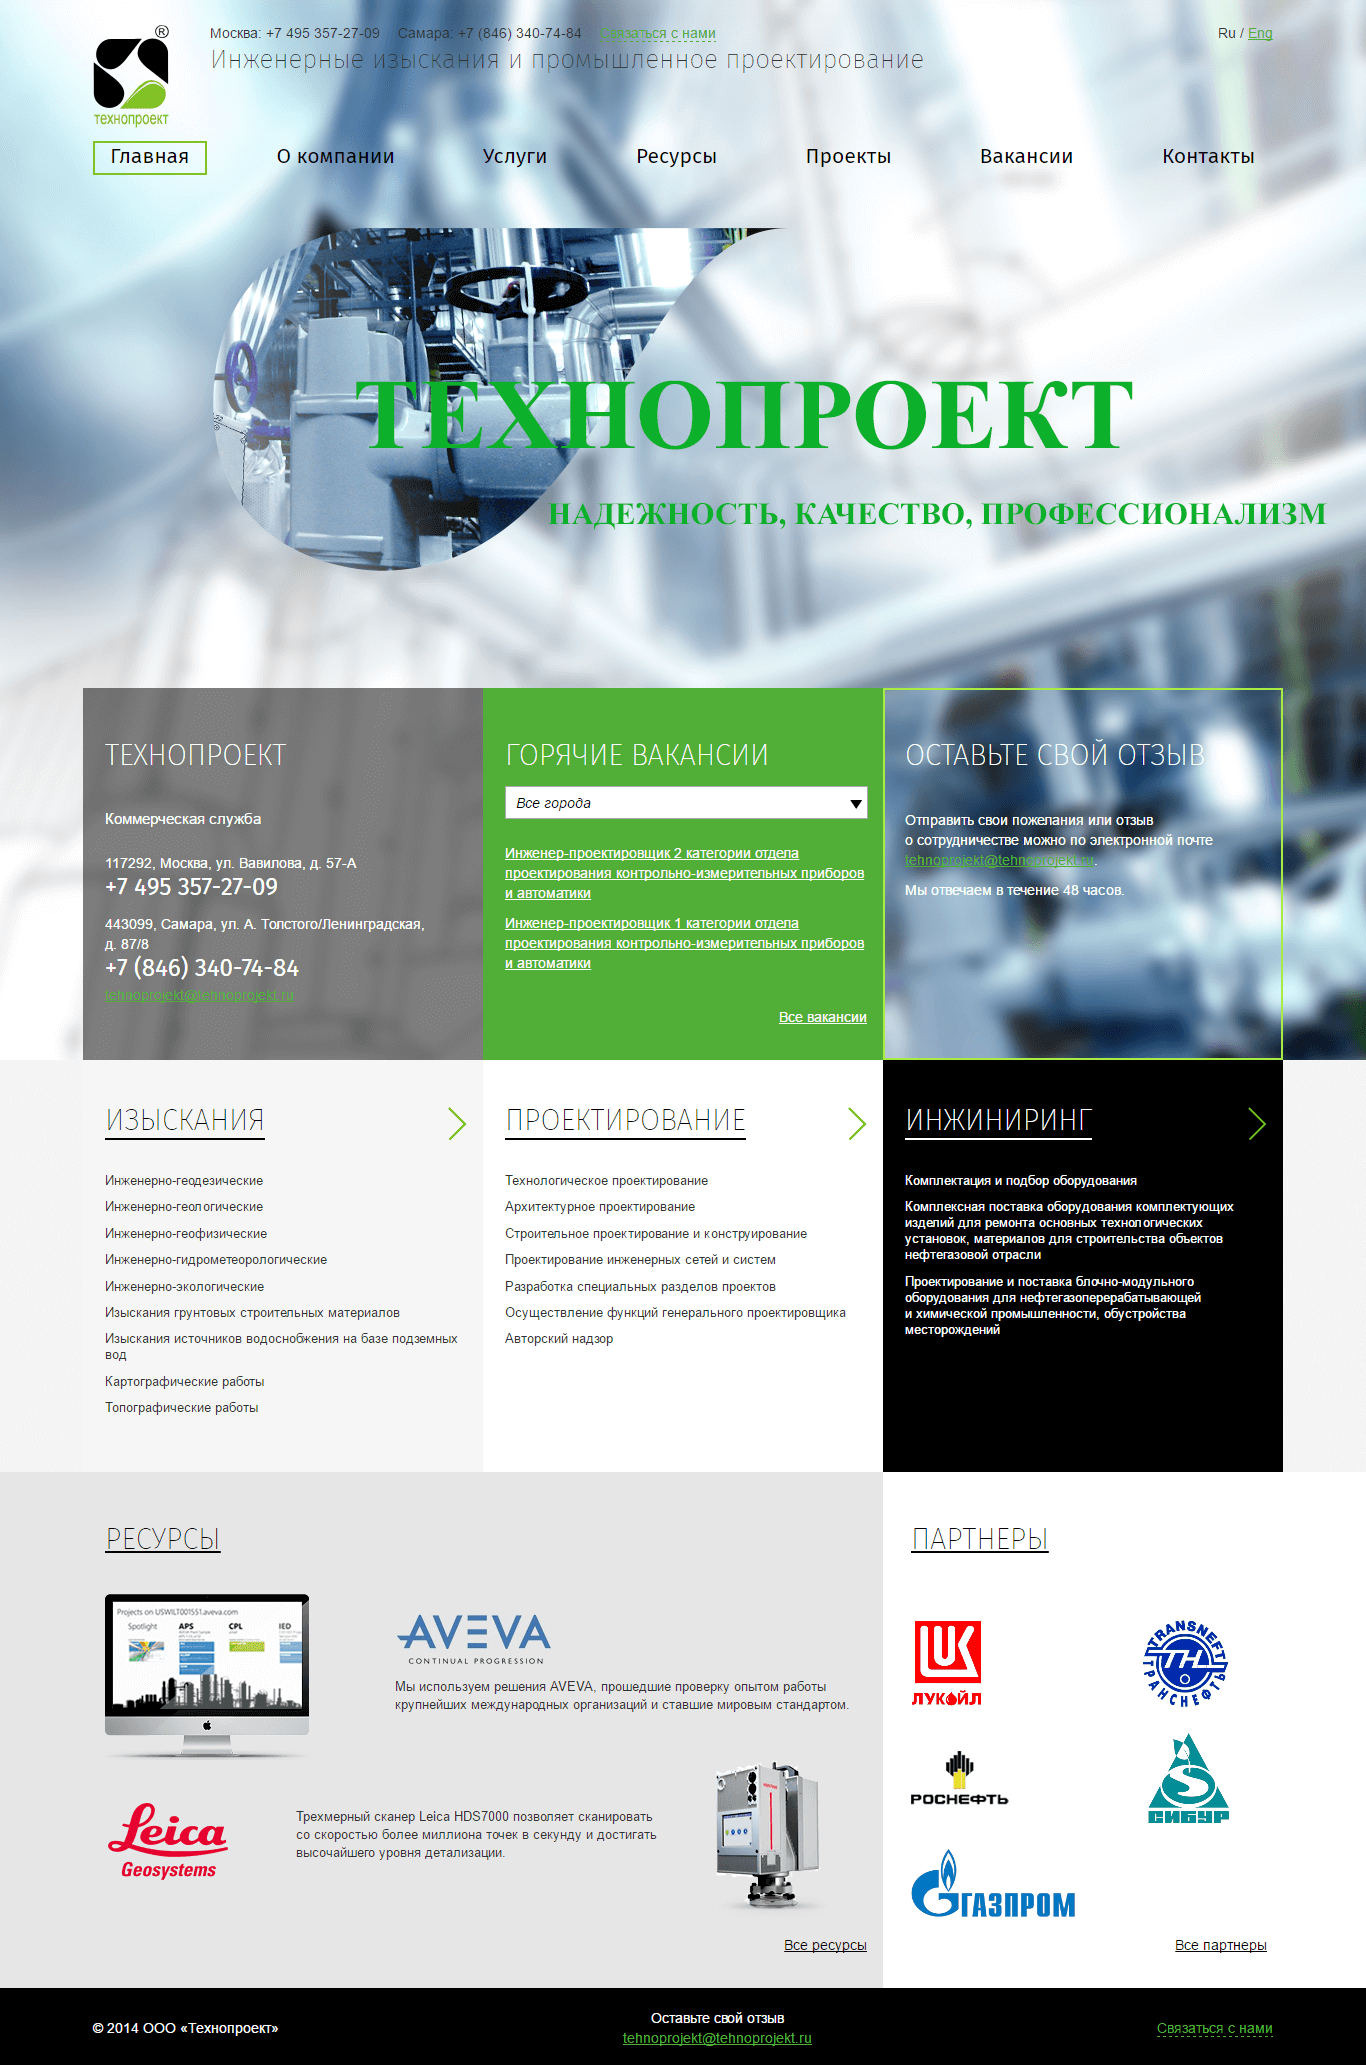 Москва: +7 495 357-27-09 Самара: +7 (846) 340-74-84 Связаться с нами Ru / Eng
Инженерные изыскания и промышленное проектирование
®
технопроект
Главная О компании Услуги Ресурсы Проекты Вакансии Контакты
ТЕХНОПРОЕКТ
НАДЕЖНОСТЬ, КАЧЕСТВО, ПРОФЕССИОНАЛИЗМ
ТЕХНОПРОЕКТ
Коммерческая служба
117292, Москва, ул. Вавилова, д. 57-А
+7 495 357-27-09
443099, Самара, ул. А. Толстого/Ленинградская,
д. 87/8
+7 (846) 340-74-84
tehnoprojekt@tehnoprojekt.ru
ГОРЯЧИЕ ВАКАНСИИ
Все города
Инженер-проектировщик 2 категории отдела
проектирования контрольно-измерительных приборов
и автоматики
Инженер-проектировщик 1 категории отдела
проектирования контрольно-измерительных приборов
и автоматики
Все вакансии
ОСТАВЬТЕ СВОЙ ОТЗЫВ
Отправить свои пожелания или отзыв
о сотрудничестве можно по электронной почте
tehnoprojekt@tehnoprojekt.ru.
Мы отвечаем в течение 48 часов.
ИЗЫСКАНИЯ
Инженерно-геодезические
Инженерно-геологические
Инженерно-геофизические
Инженерно-гидрометеорологические
Инженерно-экологические
Изыскания грунтовых строительных материалов
Изыскания источников водоснобжения на базе подземных
вод
Картографические работы
Топографические работы
ПРОЕКТИРОВАНИЕ
Технологическое проектирование
Архитектурное проектирование
Строительное проектирование и конструирование
Проектирование инженерных сетей и систем
Разработка специальных разделов проектов
Осуществление функций генерального проектировщика
Авторский надзор
ИНЖИНИРИНГ
Комплектация и подбор оборудования
Комплексная поставка оборудования комплектующих
изделий для ремонта основных технологических
установок, материалов для строительства объектов
нефтегазовой отрасли
Проектирование и поставка блочно-модульного
оборудования для нефтегазоперерабатывающей
и химической промышленности, обустройства
месторождений
РЕСУРСЫ
Projects on USWILT001551.aveva.com
Spotlight APS CPL IED
AVEVA
CONTINUAL PROGRESSION
Мы используем решения AVEVA, прошедшие проверку опытом работы
крупнейших международных организаций и ставшие мировым стандартом.
Leica
Geosystems
Трехмерный сканер Leica HDS7000 позволяет сканировать
со скоростью более миллиона точек в секунду и достигать
высочайшего уровня детализации.
Все ресурсы
ПАРТНЕРЫ
ЛУКОЙЛ
TRANSNEFT
ТРАНСНЕФТЬ
РОСНЕФТЬ
СИБУР
ГАЗПРОМ
Все партнеры
© 2014 ООО «Технопроект»
Оставьте свой отзыв
tehnoprojekt@tehnoprojekt.ru
Связаться с нами